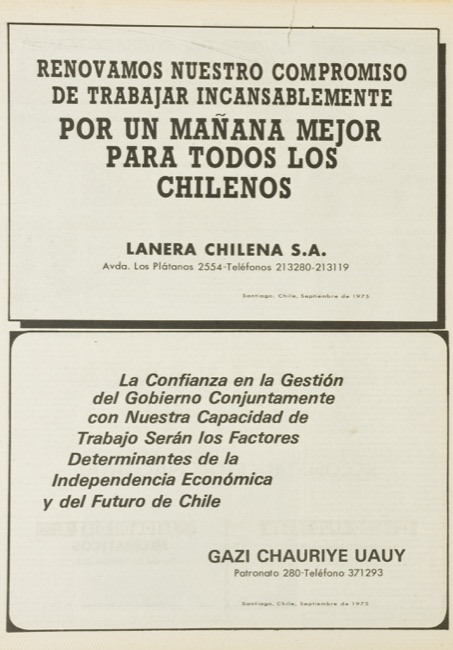 RENOVAMOS NUESTRO COMPROMISO
DE TRABAJAR INCANSABLEMENTE
POR UN MAÑANA MEJOR
PARA TODOS LOS
CHILENOS
LANERA CHILENA S.A.
Avda. Los Plátanos 2554-Teléfonos 213280-213119
Santiago, Chile, Septiembre de 1975
La Confianza en la Gestión
del Gobierno Conjuntamente
con Nuestra Capacidad de
Trabajo Serán los Factores
Determinantes de la
Independencia Económica
y del Futuro de Chile
GAZI CHAURIYE UAUY
Patronato 280-Teléfono 371293
Santiago, Chile, Septiembre de 1975